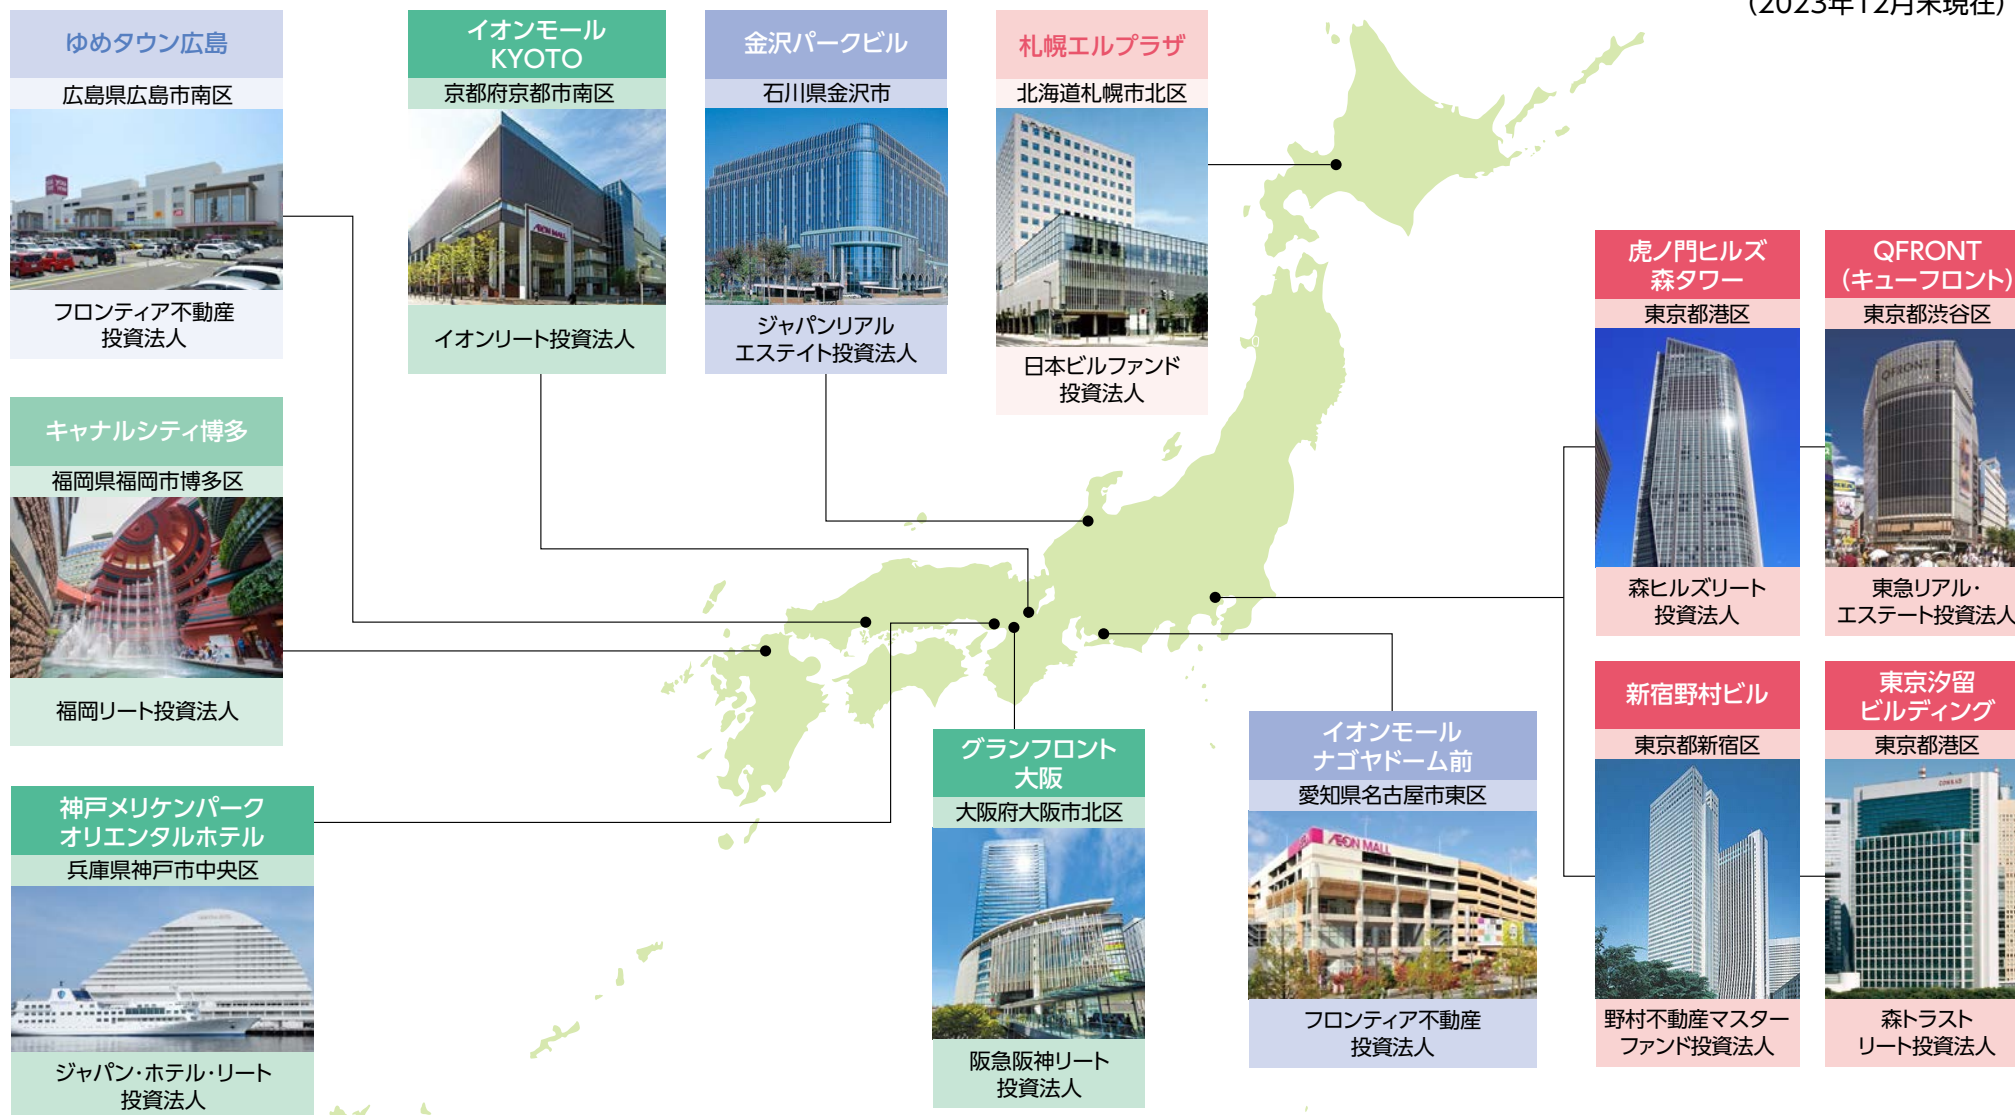 （2023年12月末現在）
ゆめタウン広島
広島県広島市南区
フロンティア不動産
投資法人
イオンモール
KYOTO
京都府京都市南区
ÆON MALL
イオンリート投資法人
金沢パークビル
石川県金沢市
ジャパンリアル
エステイト投資法人
札幌エルプラザ
北海道札幌市北区
日本ビルファンド
投資法人
虎ノ門ヒルズ
森タワー
東京都港区
森ヒルズリート
投資法人
QFRONT
（キューフロント）
東京都渋谷区
QFRONT
東急リアル・
エステート投資法人
キャナルシティ博多
福岡県福岡市博多区
福岡リート投資法人
神戸メリケンパーク
オリエンタルホテル
兵庫県神戸市中央区
ジャパン・ホテル・リート
投資法人
グランフロント
大阪
大阪府大阪市北区
阪急阪神リート
投資法人
イオンモール
ナゴヤドーム前
愛知県名古屋市東区
ÆON MALL
フロンティア不動産
投資法人
新宿野村ビル
東京都新宿区
野村不動産マスター
ファンド投資法人
東京汐留
ビルディング
東京都港区
CONRAD
森トラスト
リート投資法人